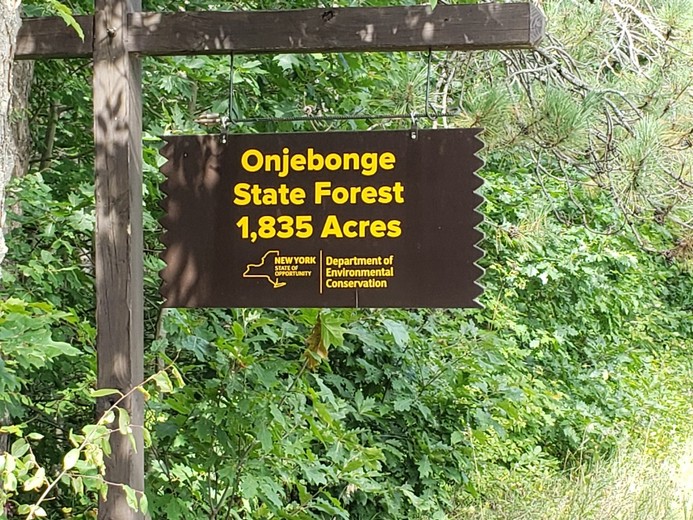 Onjebonge
State Forest
1,835 Acres
NEW YORK
STATE OF
OPPORTUNITY
Department of
Environmental
Conservation